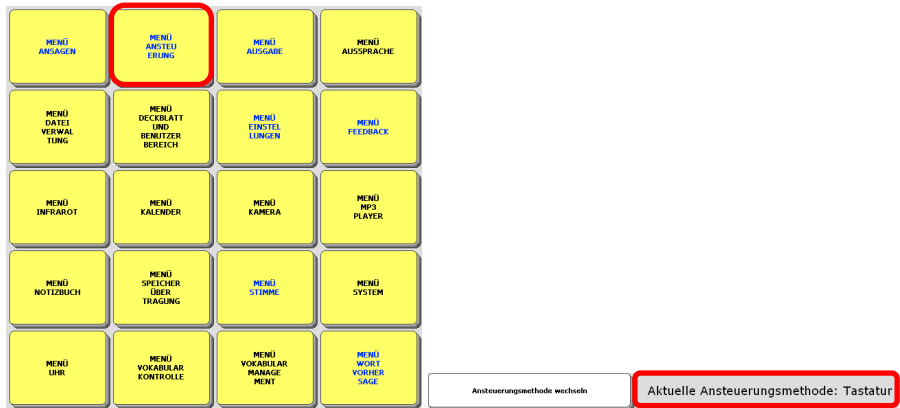 MENÜ
ANSAGEN
MENÜ
ANSTEU
ERUNG
MENÜ
AUSGABE
MENÜ
AUSSPRACHE
MENÜ
DATEI
VERWAL
TUNG
MENÜ
DECKBLATT
UND
BENUTZER
BEREICH
MENÜ
EINSTEL
LUNGEN
MENÜ
FEEDBACK
MENÜ
INFRAROT
MENÜ
KALENDER
MENÜ
KAMERA
MENÜ
MP3
PLAYER
MENÜ
NOTIZBUCH
MENÜ
SPEICHER
ÜBER
TRAGUNG
MENÜ
STIMME
MENÜ
SYSTEM
MENÜ
UHR
MENÜ
VOKABULAR
KONTROLLE
MENÜ
VOKABULAR
MANAGE
MENT
MENÜ
WORT
VORHER
SAGE
Ansteuerungsmethode wechseln
Aktuelle Ansteuerungsmethode: Tastatur